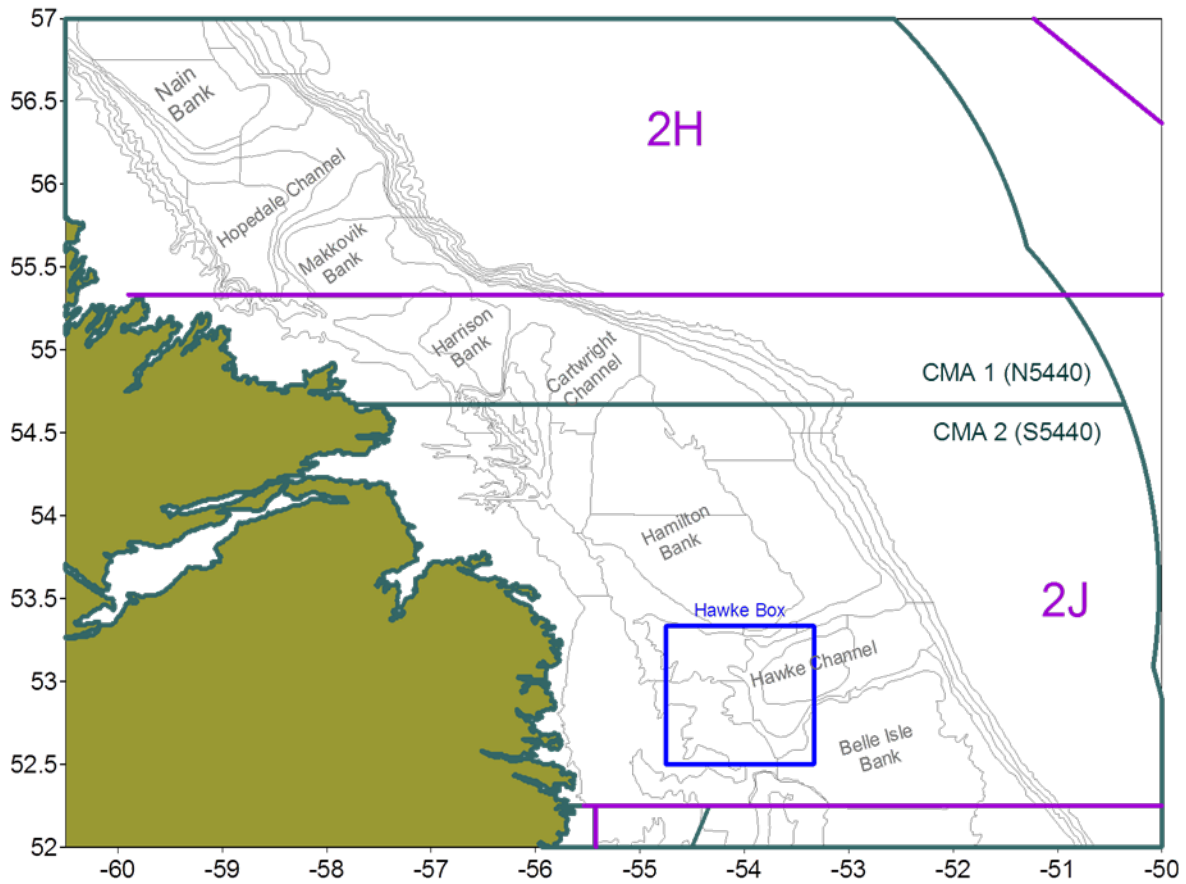 57
56.5
56
55.5
55
54.5
54
53.5
53
52.5
52
Nain
Bank
2H
Hopedale Channel
Makkovik
Bank
Harrison
Bank
Cartwright
Channel
CMA 1 (N5440)
CMA 2 (S5440)
Hamilton
Bank
2J
Hawke Box
Hawke Channel
Belle Isle
Bank
-60
-59
-58
-57
-56
-55
-54
-53
-52
-51
-50